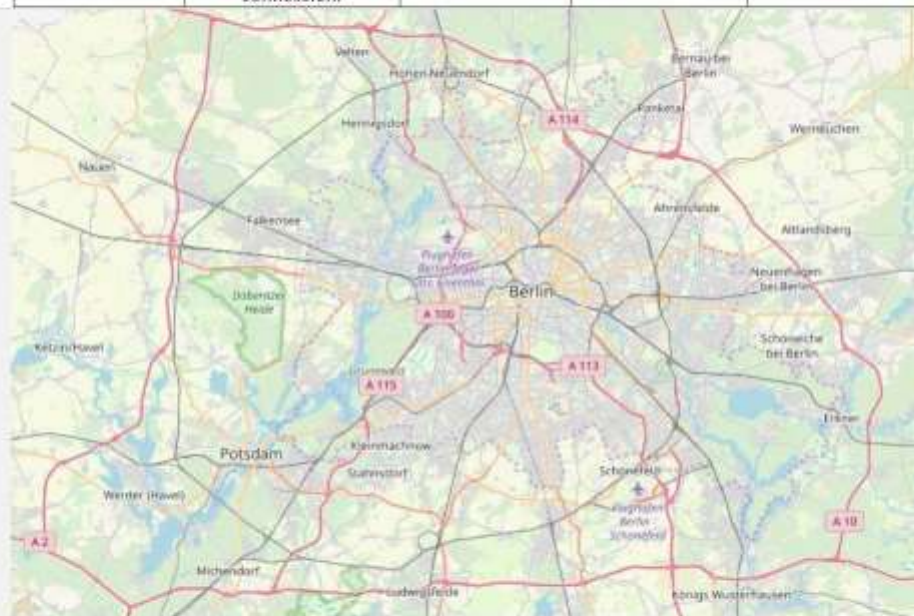 Velten
Hohen Neuendorf
Bernau bei
Berlin
Panketal
A 114
Hennigsdorf
Werneuchen
Nauen
Ahrensfelde
Falkensee
Altlandsberg
Flughafen
Neuenhagen
bei Berlin
Döberitzer
Heide
Berlin
A 100
Schöneiche
bei Berlin
Ketzin/Havel
A 113
Grunewald
A 115
Erkner
Potsdam
Kleinmachnow
Stahnsdorf
Schönefeld
Werder (Havel)
Flughafen
Berlin
Schönefeld
A 10
A 2
Michendorf
Ludwigsfelde
Königs Wusterhausen